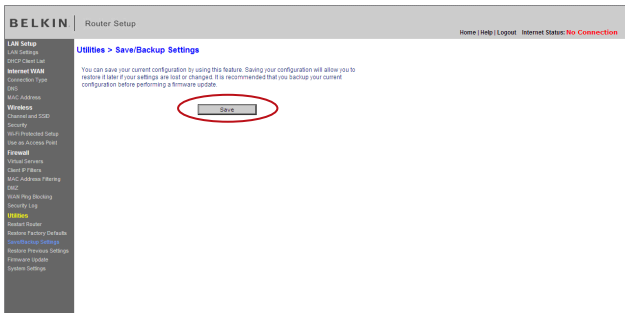 BELKIN
Router Setup
Home | Help | Logout Internet Status: No Connection
LAN Setup
LAN Settings
DHCP Client List
Internet WAN
Connection Type
DNS
MAC Address
Wireless
Channel and SSID
Security
Wi-Fi Protected Setup
Use as Access Point
Firewall
Virtual Servers
Client IP Filters
MAC Address Filtering
DMZ
WAN Ping Blocking
Security Log
Utilities
Restart Router
Restore Factory Defaults
Save/Backup Settings
Restore Previous Settings
Firmware Update
System Settings
Utilities > Save/Backup Settings
You can save your current configuration by using this feature. Saving your configuration will allow you to
restore it later if your settings are lost or changed. It is recommended that you backup your current
configuration before performing a firmware update.
Save